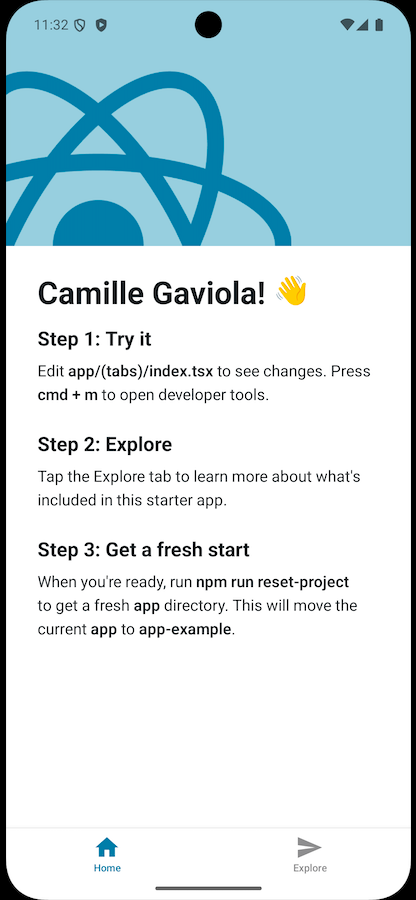 11:32
Camille Gaviola! 👋
Step 1: Try it
Edit app/(tabs)/index.tsx to see changes. Press
cmd + m to open developer tools.
Step 2: Explore
Tap the Explore tab to learn more about what's
included in this starter app.
Step 3: Get a fresh start
When you're ready, run npm run reset-project
to get a fresh app directory. This will move the
current app to app-example.
Home
Explore